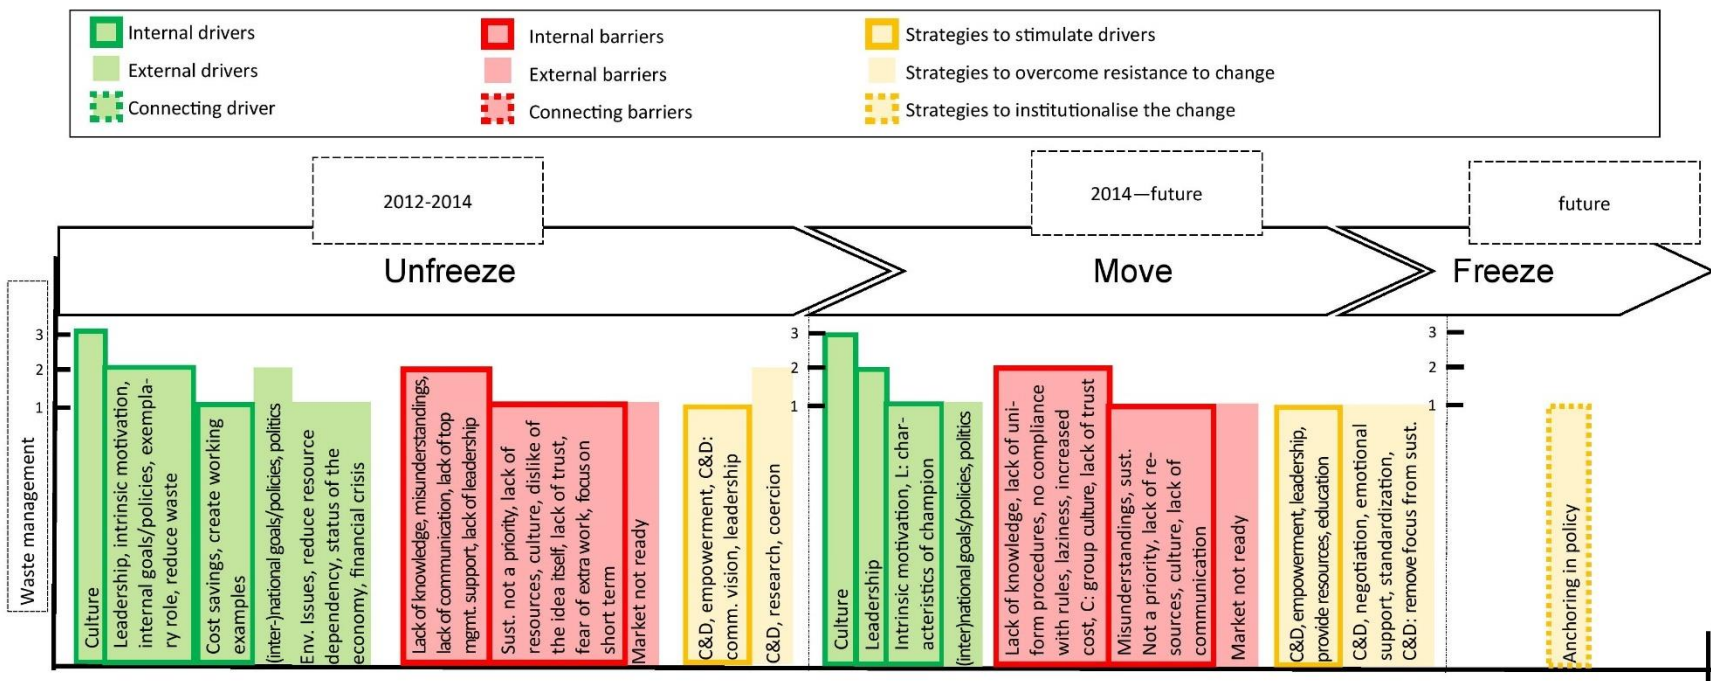 Internal drivers
External drivers
Connecting driver
Internal barriers
External barriers
Connecting barriers
Strategies to stimulate drivers
Strategies to overcome resistance to change
Strategies to institutionalise the change
2012-2014
2014—future
future
Unfreeze
Move
Freeze
Waste management
3
2
1
Culture
Leadership, intrinsic motivation,
internal goals/policies, exempla-
ry role, reduce waste
Cost savings, create working
examples
(inter-)national goals/policies, politics
Env. Issues, reduce resource
dependency, status of the
economy, financial crisis
Lack of knowledge, misunderstandings,
lack of communication, lack of top
mgmt. support, lack of leadership
Sust. not a priority, lack of
resources, culture, dislike of
the idea itself, lack of trust,
fear of extra work, focus on
short term
Market not ready
C&D, empowerment, C&D:
comm. vision, leadership
C&D, research, coercion
3
2
1
Culture
Leadership
Intrinsic motivation, L: char-
acteristics of champion
(inter)national goals/policies, politics
Lack of knowledge, lack of uni-
form procedures, no compliance
with rules, laziness, increased
cost, C: group culture, lack of trust
Misunderstandings, sust.
Not a priority, lack of re-
sources, culture, lack of
communication
Market not ready
C&D, empowerment, leadership,
provide resources, education
C&D, negotiation, emotional
support, standardization,
C&D: remove focus from sust.
3
2
1
Anchoring in policy